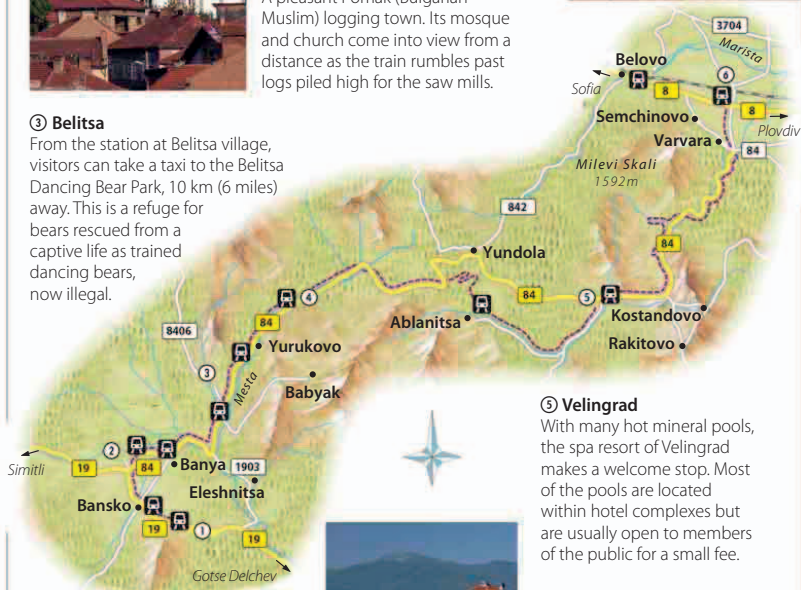 A pleasant Pomak (Bulgarian
Muslim) logging town. Its mosque
and church come into view from a
distance as the train rumbles past
logs piled high for the saw mills.
③ Belitsa
From the station at Belitsa village,
visitors can take a taxi to the Belitsa
Dancing Bear Park, 10 km (6 miles)
away. This is a refuge for
bears rescued from a
captive life as trained
dancing bears,
now illegal.
3704
Marista
Belovo
⑥
Sofia
8
8
Semchinovo
Plovdiv
Varvara
84
Milevi Skali
1592m
842
84
Yundola
④
84
⑤
84
Kostandovo
Ablanitsa
8406
Yurukovo
Rakitovo
③
Mesta
Babyak
②
Simitli
19
84
Banya
1903
Eleshnitsa
Bansko
19
①
19
Gotse Delchev
⑤ Velingrad
With many hot mineral pools,
the spa resort of Velingrad
makes a welcome stop. Most
of the pools are located
within hotel complexes but
are usually open to members
of the public for a small fee.